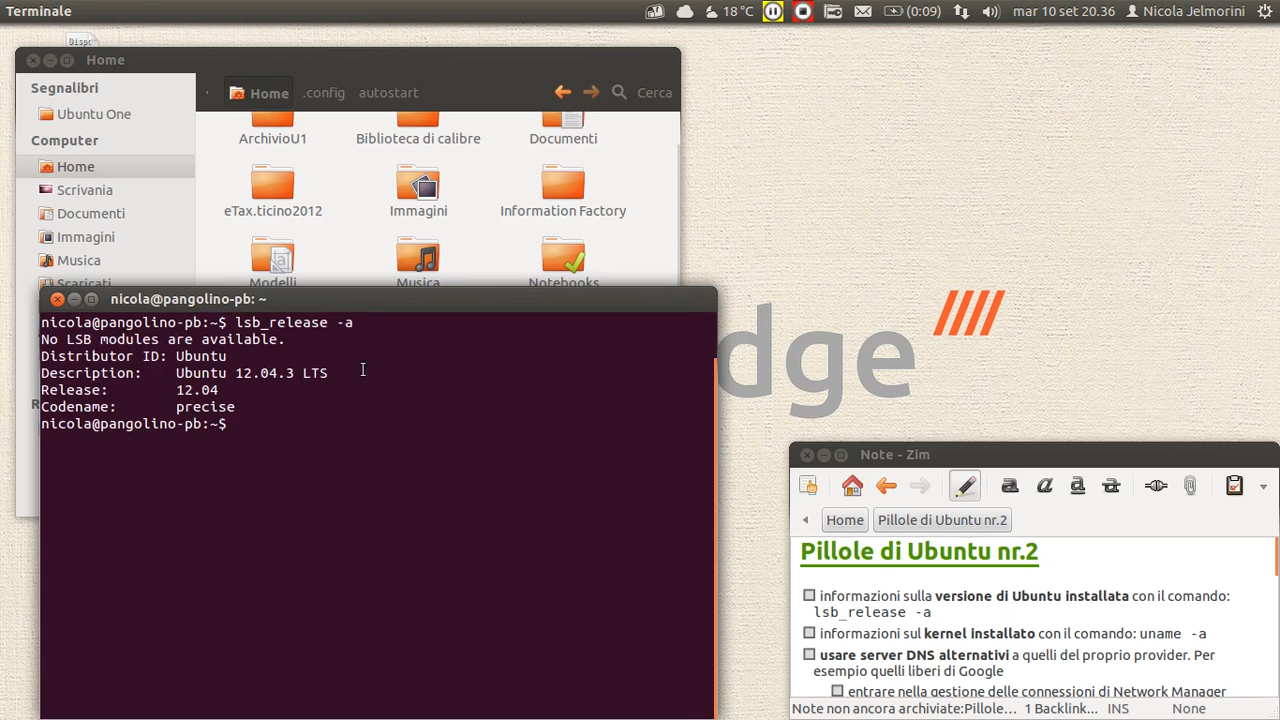 Terminale
18 °C
(0:09)
mar 10 set 20.36
Nicola Jelmorini
Home
Segnalibri
Ubuntu One
Computer
Home
Scrivania
Documenti
Immagini
Musica
Scaricati
Home
.config
autostart
Cerca
ArchivioU1
Biblioteca di calibre
Documenti
eTax.ticino2012
Immagini
Information Factory
Modelli
Musica
Notebooks
nicola@pangolino-pb: ~
nicola@pangolino-pb:~$ lsb_release -a
No LSB modules are available.
Distributor ID: Ubuntu
Description: Ubuntu 12.04.3 LTS
Release: 12.04
Codename: precise
nicola@pangolino-pb:~$
dge
Note - Zim
Home
Pillole di Ubuntu nr.2
Pillole di Ubuntu nr.2
informazioni sulla versione di Ubuntu installata con il comando:
lsb_release -a
informazioni sul kernel installato con il comando: uname -a
usare server DNS alternativi a quelli del proprio provider. Per
esempio quelli liberi di Google
entrare nella gestione delle connessioni di Network Manager
Note non ancora archiviate:Pillole... 1 Backlink... INS None